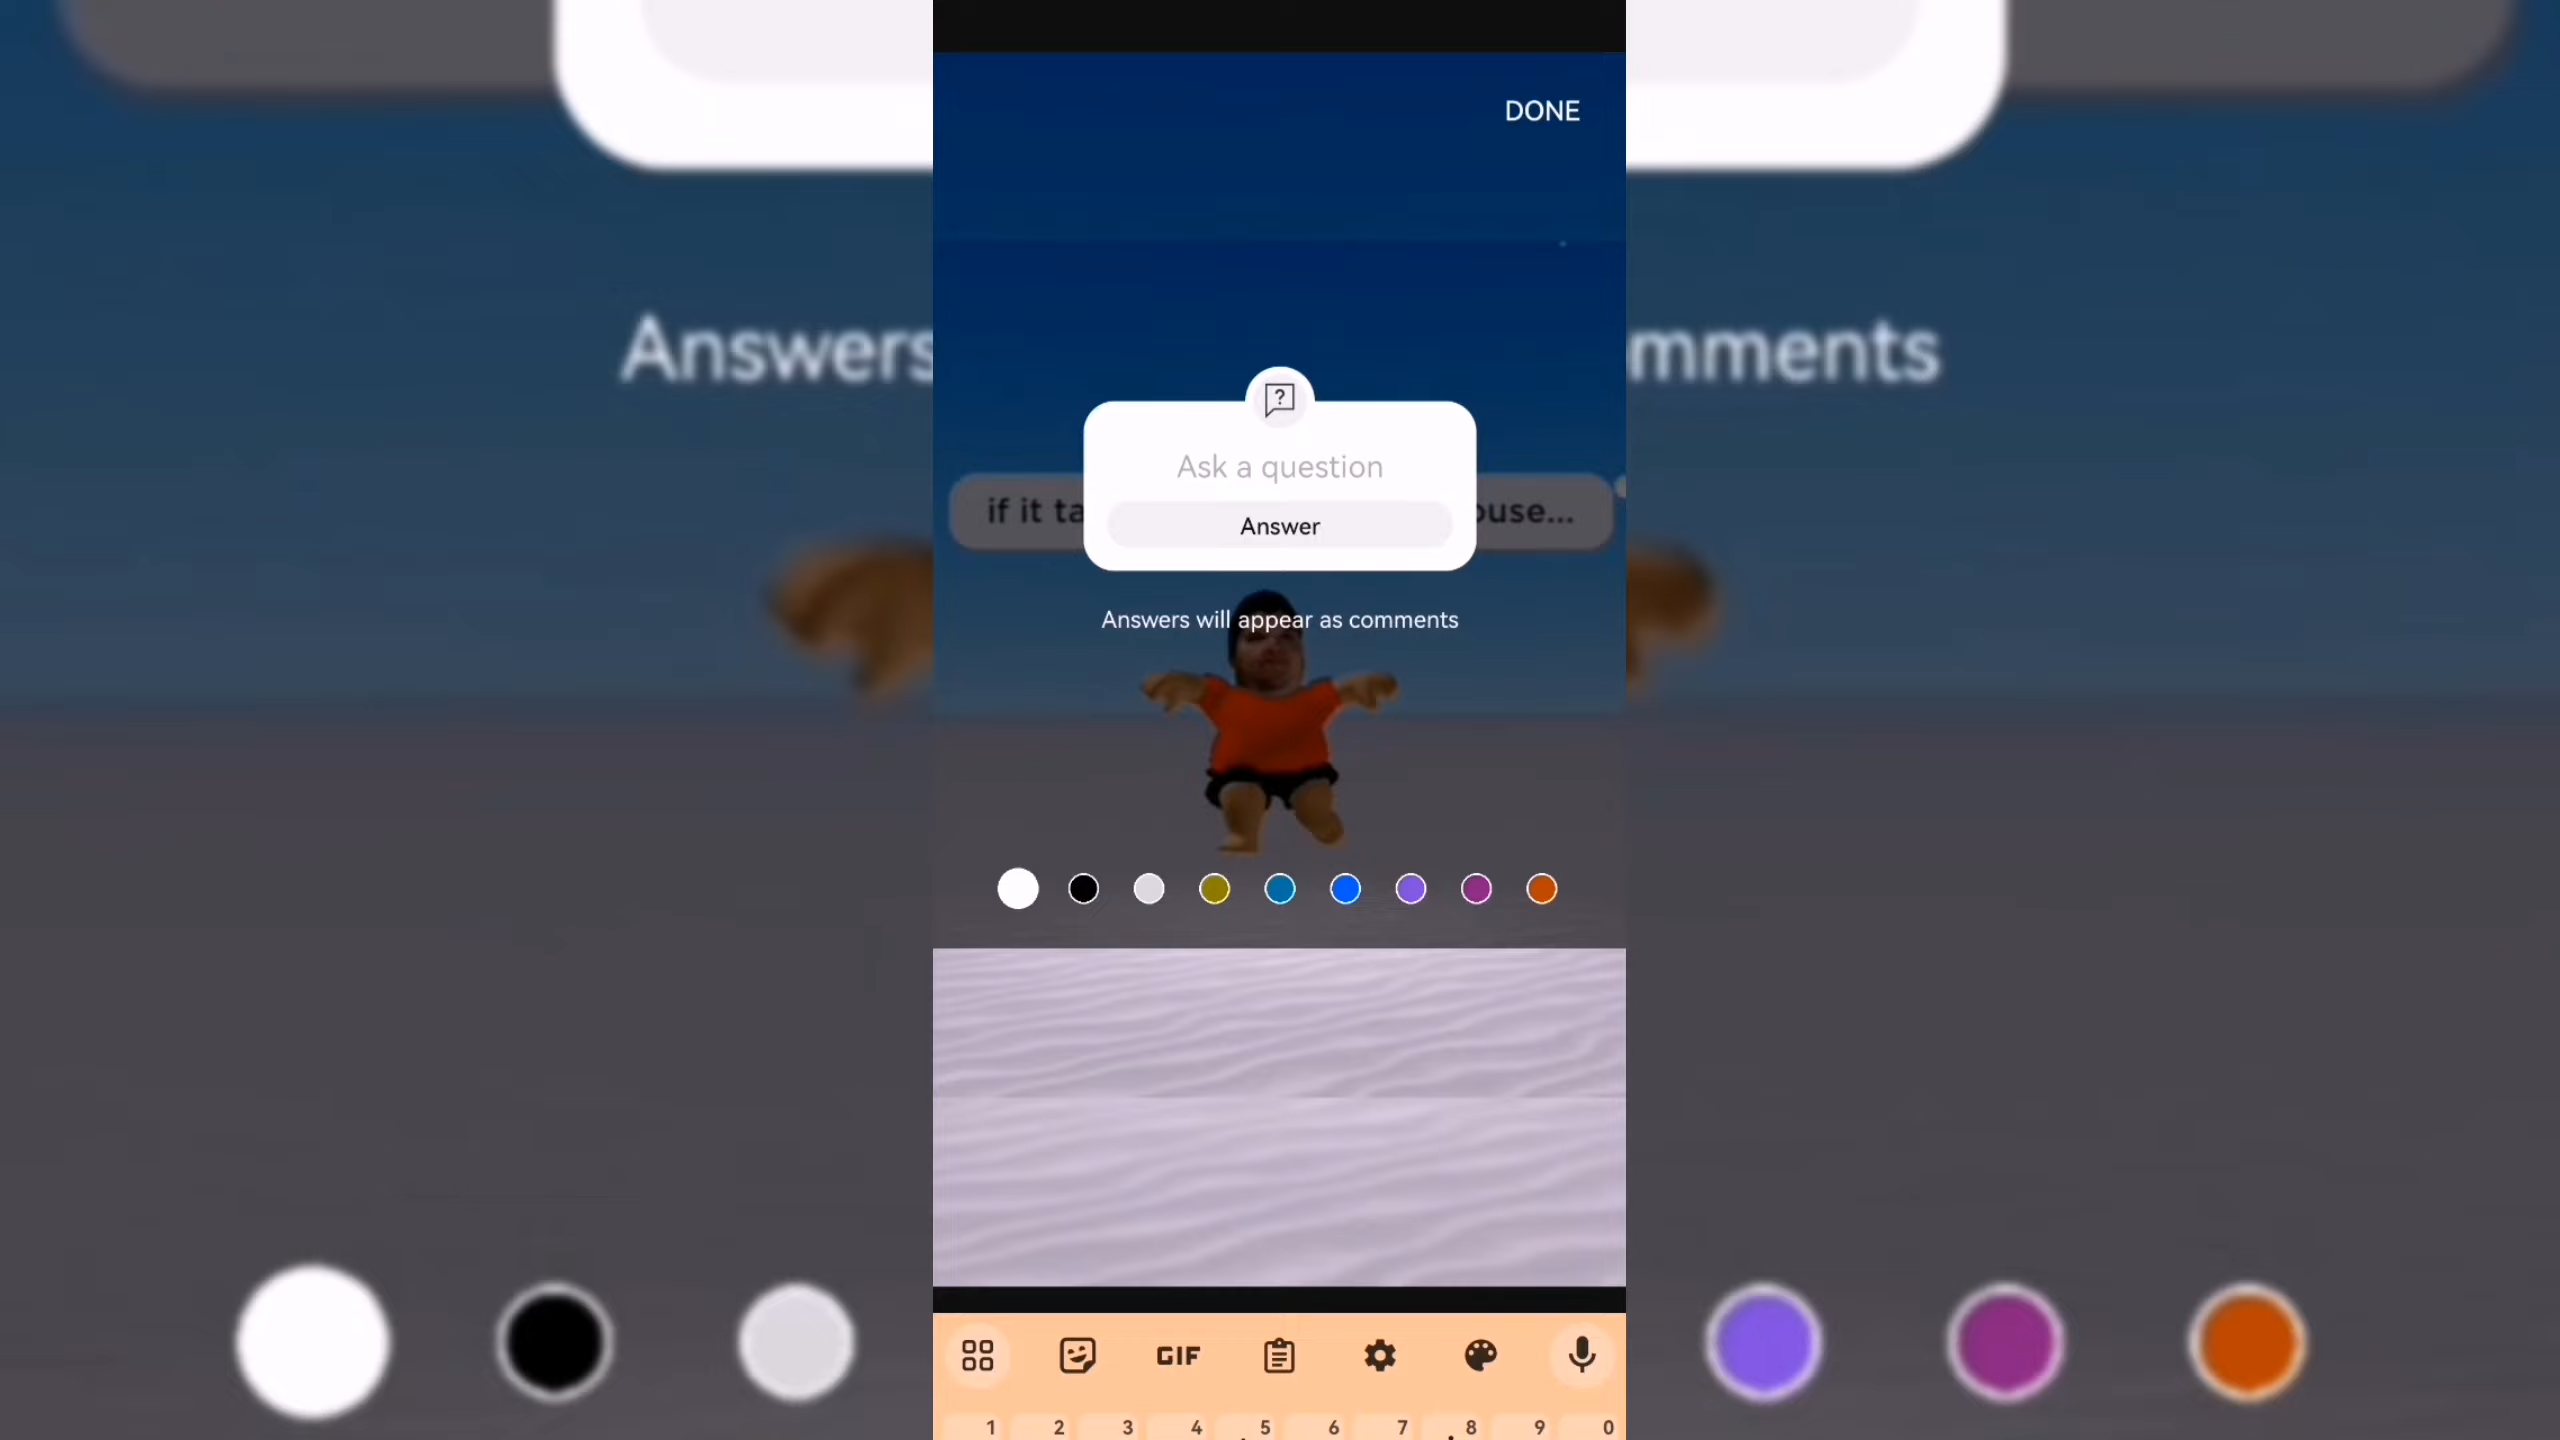 DONE
?
Ask a question
if it ta
ouse...
Answer
Answers will appear as comments
Answers
mments
GIF
1 2 3 4 5 6 7 8 9 0